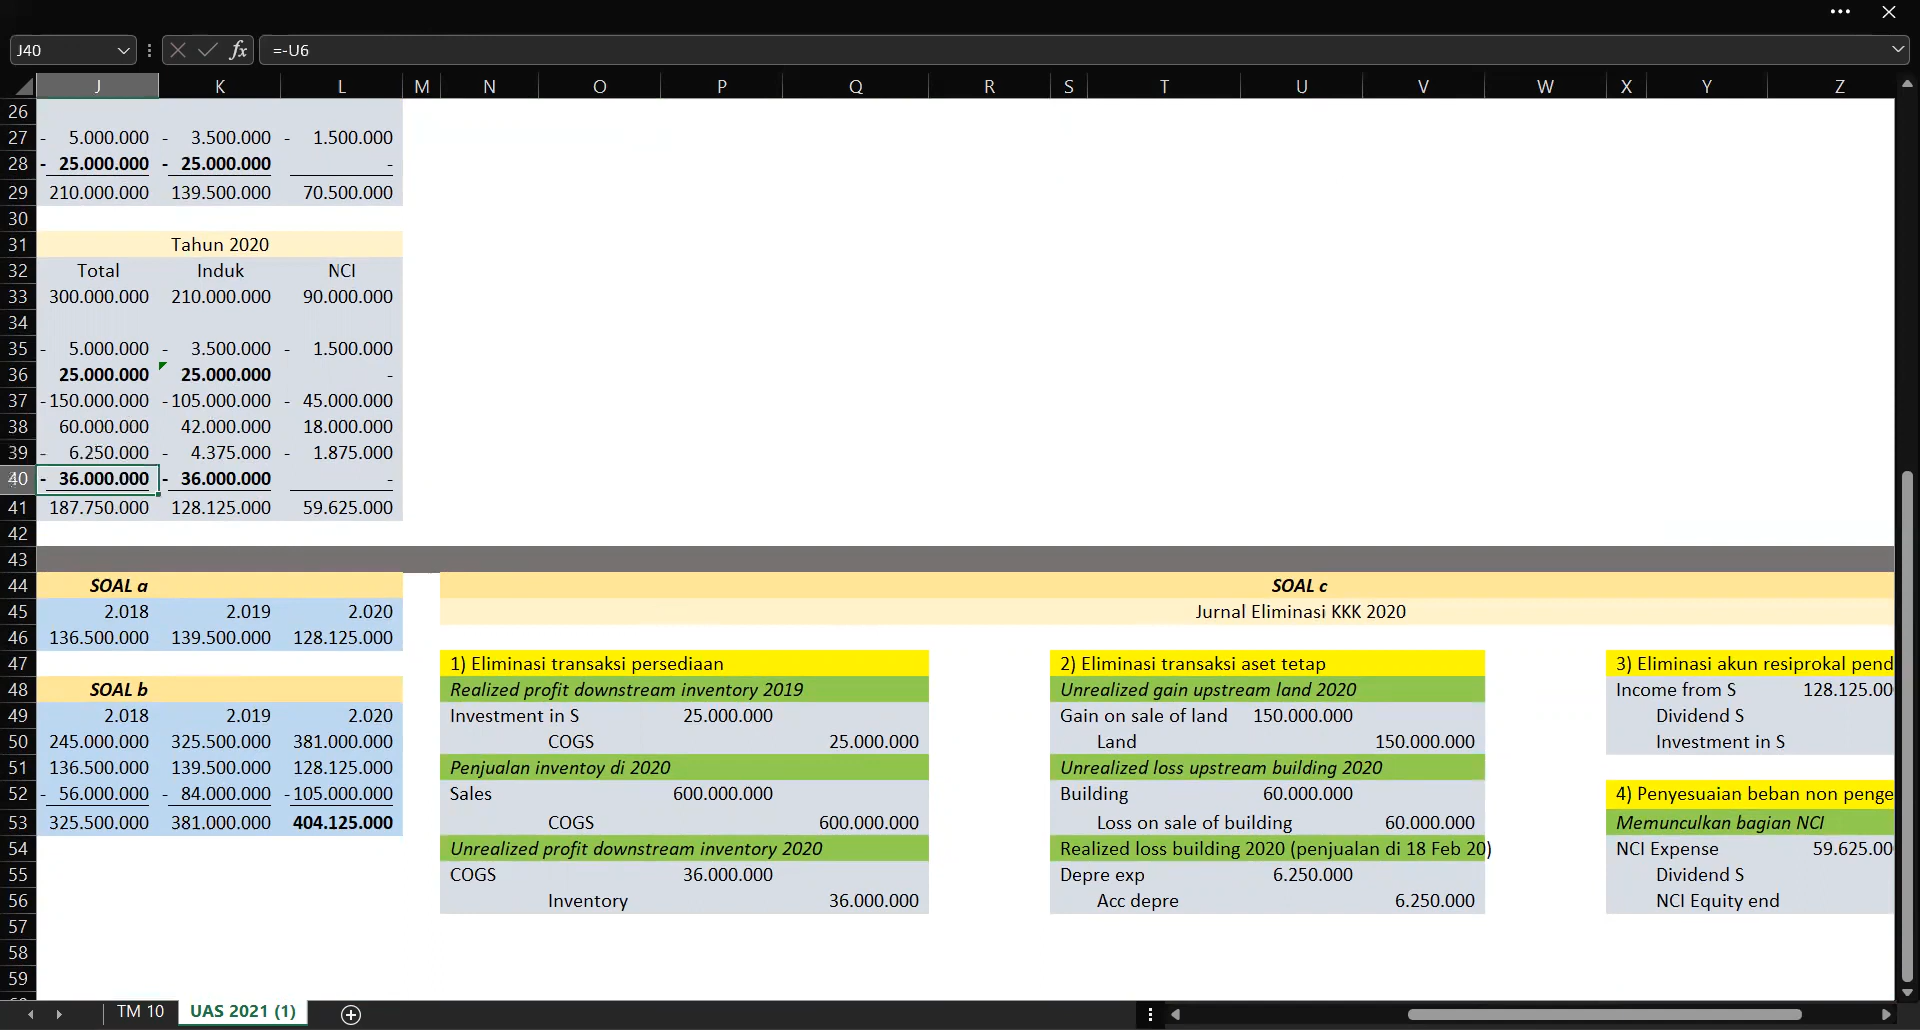 J40 fx =-U6
J K L M N O P Q R S T U V W X Y Z
26
27 - 5.000.000 - 3.500.000 - 1.500.000
28 - 25.000.000 - 25.000.000 -
29 210.000.000 139.500.000 70.500.000
30
31 Tahun 2020
32 Total Induk NCI
33 300.000.000 210.000.000 90.000.000
34
35 - 5.000.000 - 3.500.000 - 1.500.000
36 25.000.000 25.000.000 -
37 -150.000.000 -105.000.000 - 45.000.000
38 60.000.000 42.000.000 18.000.000
39 - 6.250.000 - 4.375.000 - 1.875.000
40 - 36.000.000 - 36.000.000 -
41 187.750.000 128.125.000 59.625.000
42
43
44 SOAL a SOAL c
45 2.018 2.019 2.020 Jurnal Eliminasi KKK 2020
46 136.500.000 139.500.000 128.125.000
47 1) Eliminasi transaksi persediaan 2) Eliminasi transaksi aset tetap 3) Eliminasi akun resiprokal pend
48 SOAL b Realized profit downstream inventory 2019 Unrealized gain upstream land 2020 Income from S 128.125.00
49 2.018 2.019 2.020 Investment in S 25.000.000 Gain on sale of land 150.000.000 Dividend S
50 245.000.000 325.500.000 381.000.000 COGS 25.000.000 Land 150.000.000 Investment in S
51 136.500.000 139.500.000 128.125.000 Penjualan inventoy di 2020 Unrealized loss upstream building 2020
52 - 56.000.000 - 84.000.000 -105.000.000 Sales 600.000.000 Building 60.000.000 4) Penyesuaian beban non penge
53 325.500.000 381.000.000 404.125.000 COGS 600.000.000 Loss on sale of building 60.000.000 Memunculkan bagian NCI
54 Unrealized profit downstream inventory 2020 Realized loss building 2020 (penjualan di 18 Feb 20) NCI Expense 59.625.00
55 COGS 36.000.000 Depre exp 6.250.000 Dividend S
56 Inventory 36.000.000 Acc depre 6.250.000 NCI Equity end
57
58
59
TM 10 UAS 2021 (1)